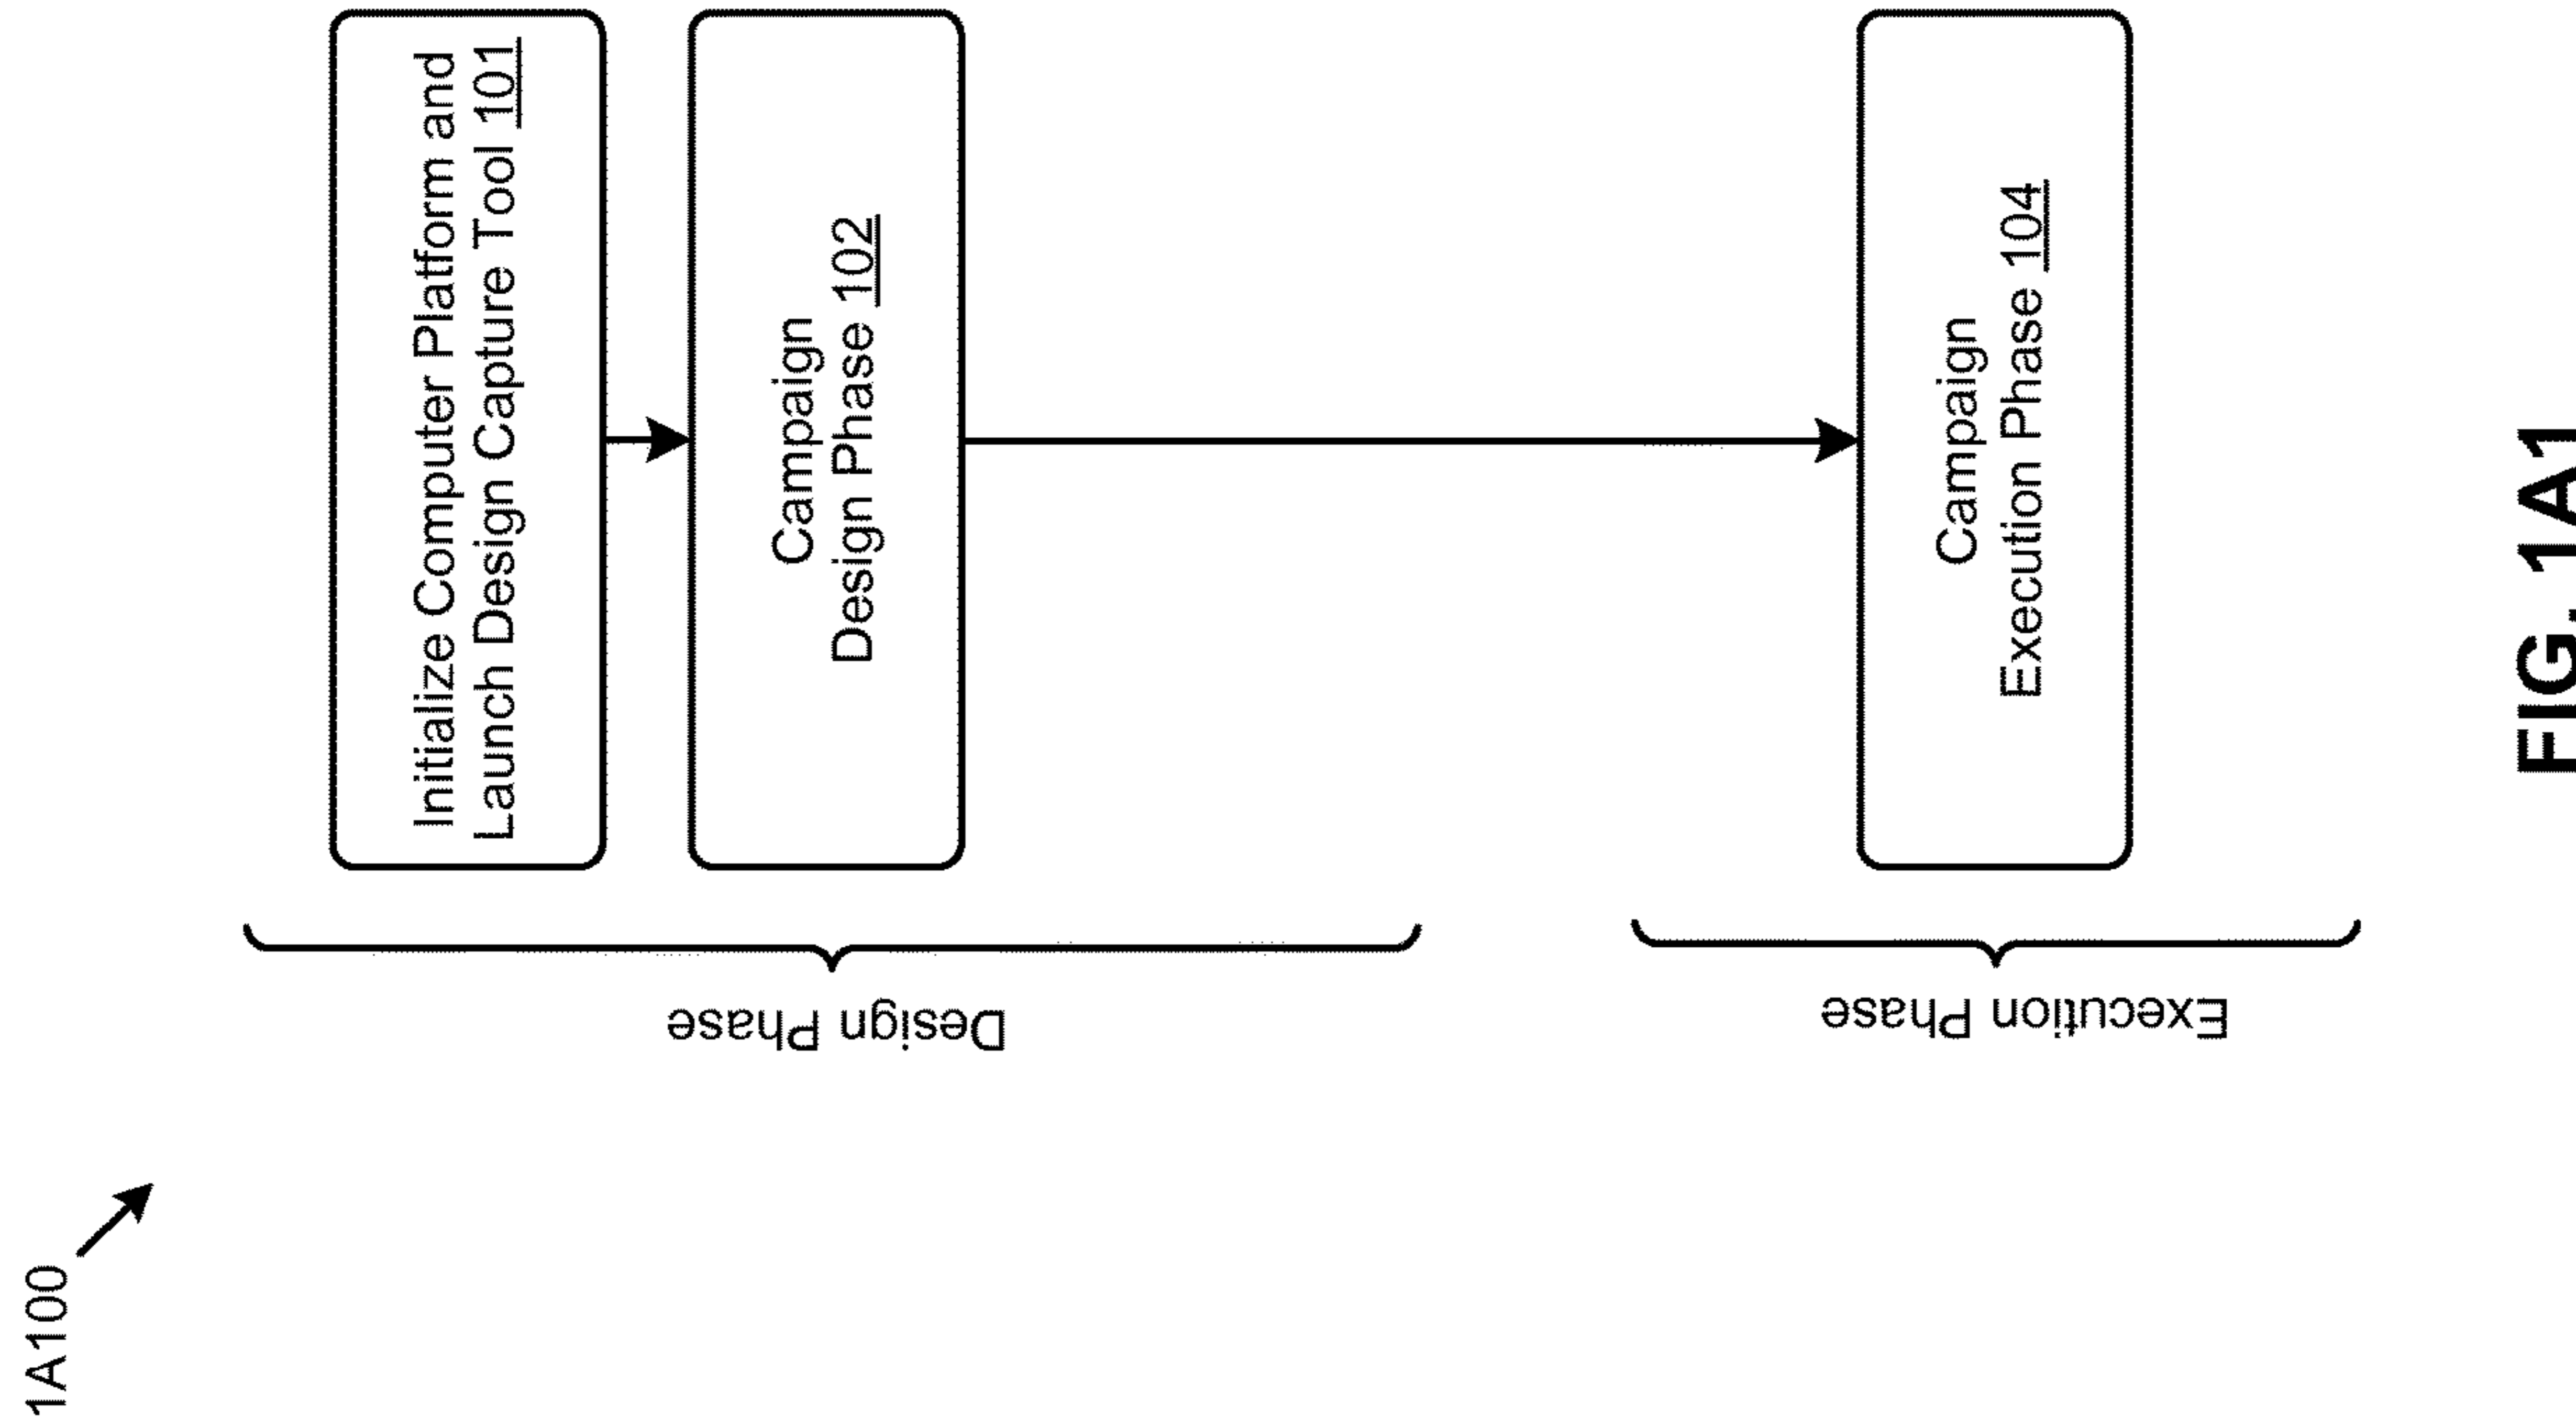 1A100
Design Phase
Initialize Computer Platform and
Launch Design Capture Tool 101
Campaign
Design Phase 102
Execution Phase
Campaign
Execution Phase 104
FIG. 1A1